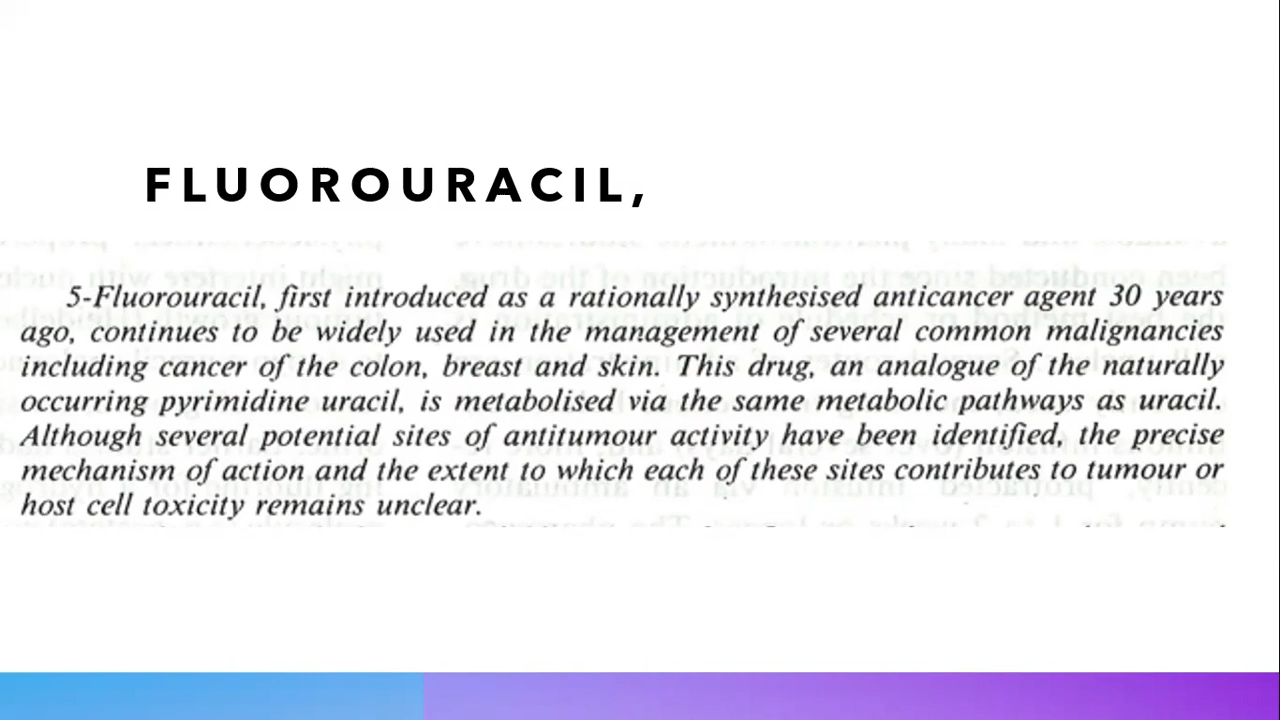 FLUOROURACIL,
5-Fluorouracil, first introduced as a rationally synthesised anticancer agent 30 years
ago, continues to be widely used in the management of several common malignancies
including cancer of the colon, breast and skin. This drug, an analogue of the naturally
occurring pyrimidine uracil, is metabolised via the same metabolic pathways as uracil.
Although several potential sites of antitumour activity have been identified, the precise
mechanism of action and the extent to which each of these sites contributes to tumour or
host cell toxicity remains unclear.